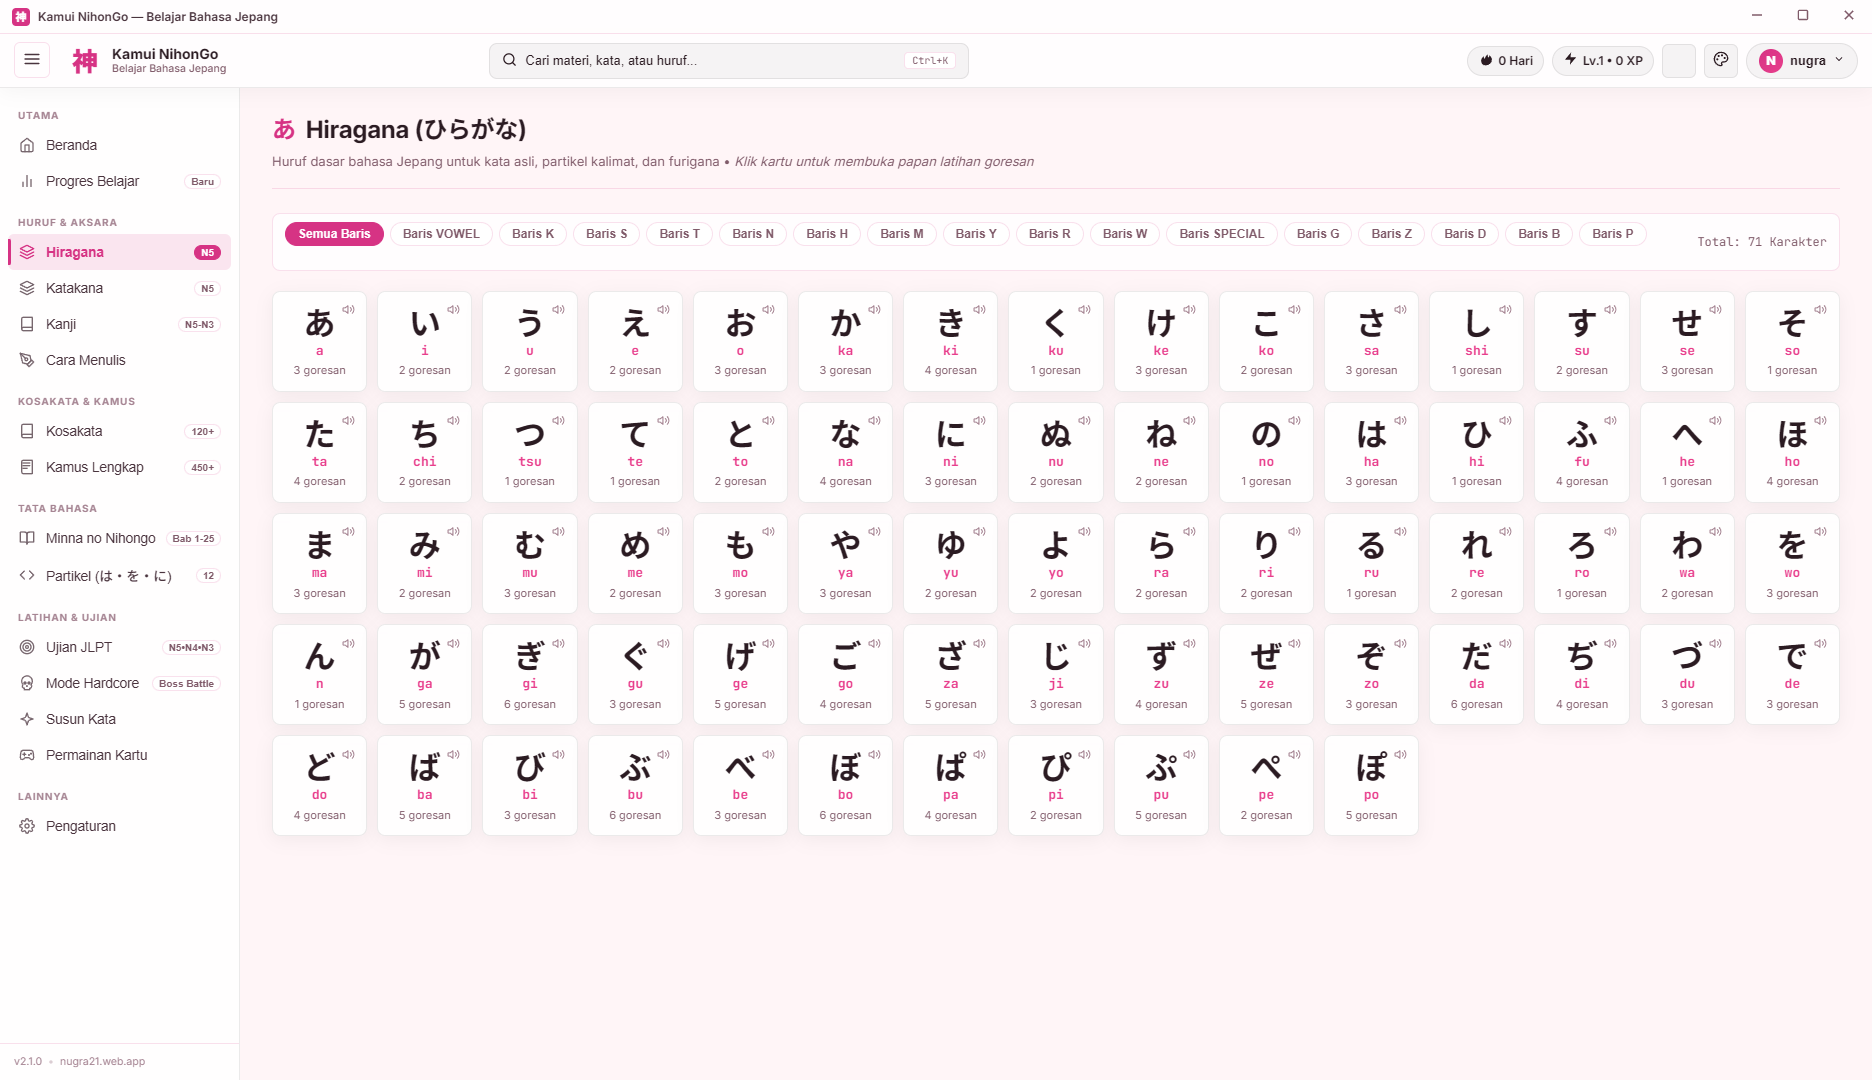 Kamui NihonGo — Belajar Bahasa Jepang
神 Kamui NihonGo
Belajar Bahasa Jepang
Cari materi, kata, atau huruf... Ctrl+K
0 Hari
Lv.1 • 0 XP
N nugra
UTAMA
Beranda
Progres Belajar Baru
HURUF & AKSARA
Hiragana N5
Katakana N5
Kanji N5-N3
Cara Menulis
KOSAKATA & KAMUS
Kosakata 120+
Kamus Lengkap 450+
TATA BAHASA
Minna no Nihongo Bab 1-25
Partikel (は・を・に) 12
LATIHAN & UJIAN
Ujian JLPT N5•N4•N3
Mode Hardcore Boss Battle
Susun Kata
Permainan Kartu
LAINNYA
Pengaturan
v2.1.0 • nugra21.web.app
あ Hiragana (ひらがな)
Huruf dasar bahasa Jepang untuk kata asli, partikel kalimat, dan furigana • Klik kartu untuk membuka papan latihan goresan
Semua Baris Baris VOWEL Baris K Baris S Baris T Baris N Baris H Baris M Baris Y Baris R Baris W Baris SPECIAL Baris G Baris Z Baris D Baris B Baris P
Total: 71 Karakter
あ い う え お か き く け こ さ し す せ そ
a i u e o ka ki ku ke ko sa shi su se so
3 goresan 2 goresan 2 goresan 2 goresan 3 goresan 3 goresan 4 goresan 1 goresan 3 goresan 2 goresan 3 goresan 1 goresan 2 goresan 3 goresan 1 goresan
た ち つ て と な に ぬ ね の は ひ ふ へ ほ
ta chi tsu te to na ni nu ne no ha hi fu he ho
4 goresan 2 goresan 1 goresan 1 goresan 2 goresan 4 goresan 3 goresan 2 goresan 2 goresan 1 goresan 3 goresan 1 goresan 4 goresan 1 goresan 4 goresan
ま み む め も や ゆ よ ら り る れ ろ わ を
ma mi mu me mo ya yu yo ra ri ru re ro wa wo
3 goresan 2 goresan 3 goresan 2 goresan 3 goresan 3 goresan 2 goresan 2 goresan 2 goresan 2 goresan 1 goresan 2 goresan 1 goresan 2 goresan 3 goresan
ん が ぎ ぐ げ ご ざ じ ず ぜ ぞ だ ぢ づ で
n ga gi gu ge go za ji zu ze zo da di du de
1 goresan 5 goresan 6 goresan 3 goresan 5 goresan 4 goresan 5 goresan 3 goresan 4 goresan 5 goresan 3 goresan 6 goresan 4 goresan 3 goresan 3 goresan
ど ば び ぶ べ ぼ ぱ ぴ ぷ ぺ ぽ
do ba bi bu be bo pa pi pu pe po
4 goresan 5 goresan 3 goresan 6 goresan 3 goresan 6 goresan 4 goresan 2 goresan 5 goresan 2 goresan 5 goresan